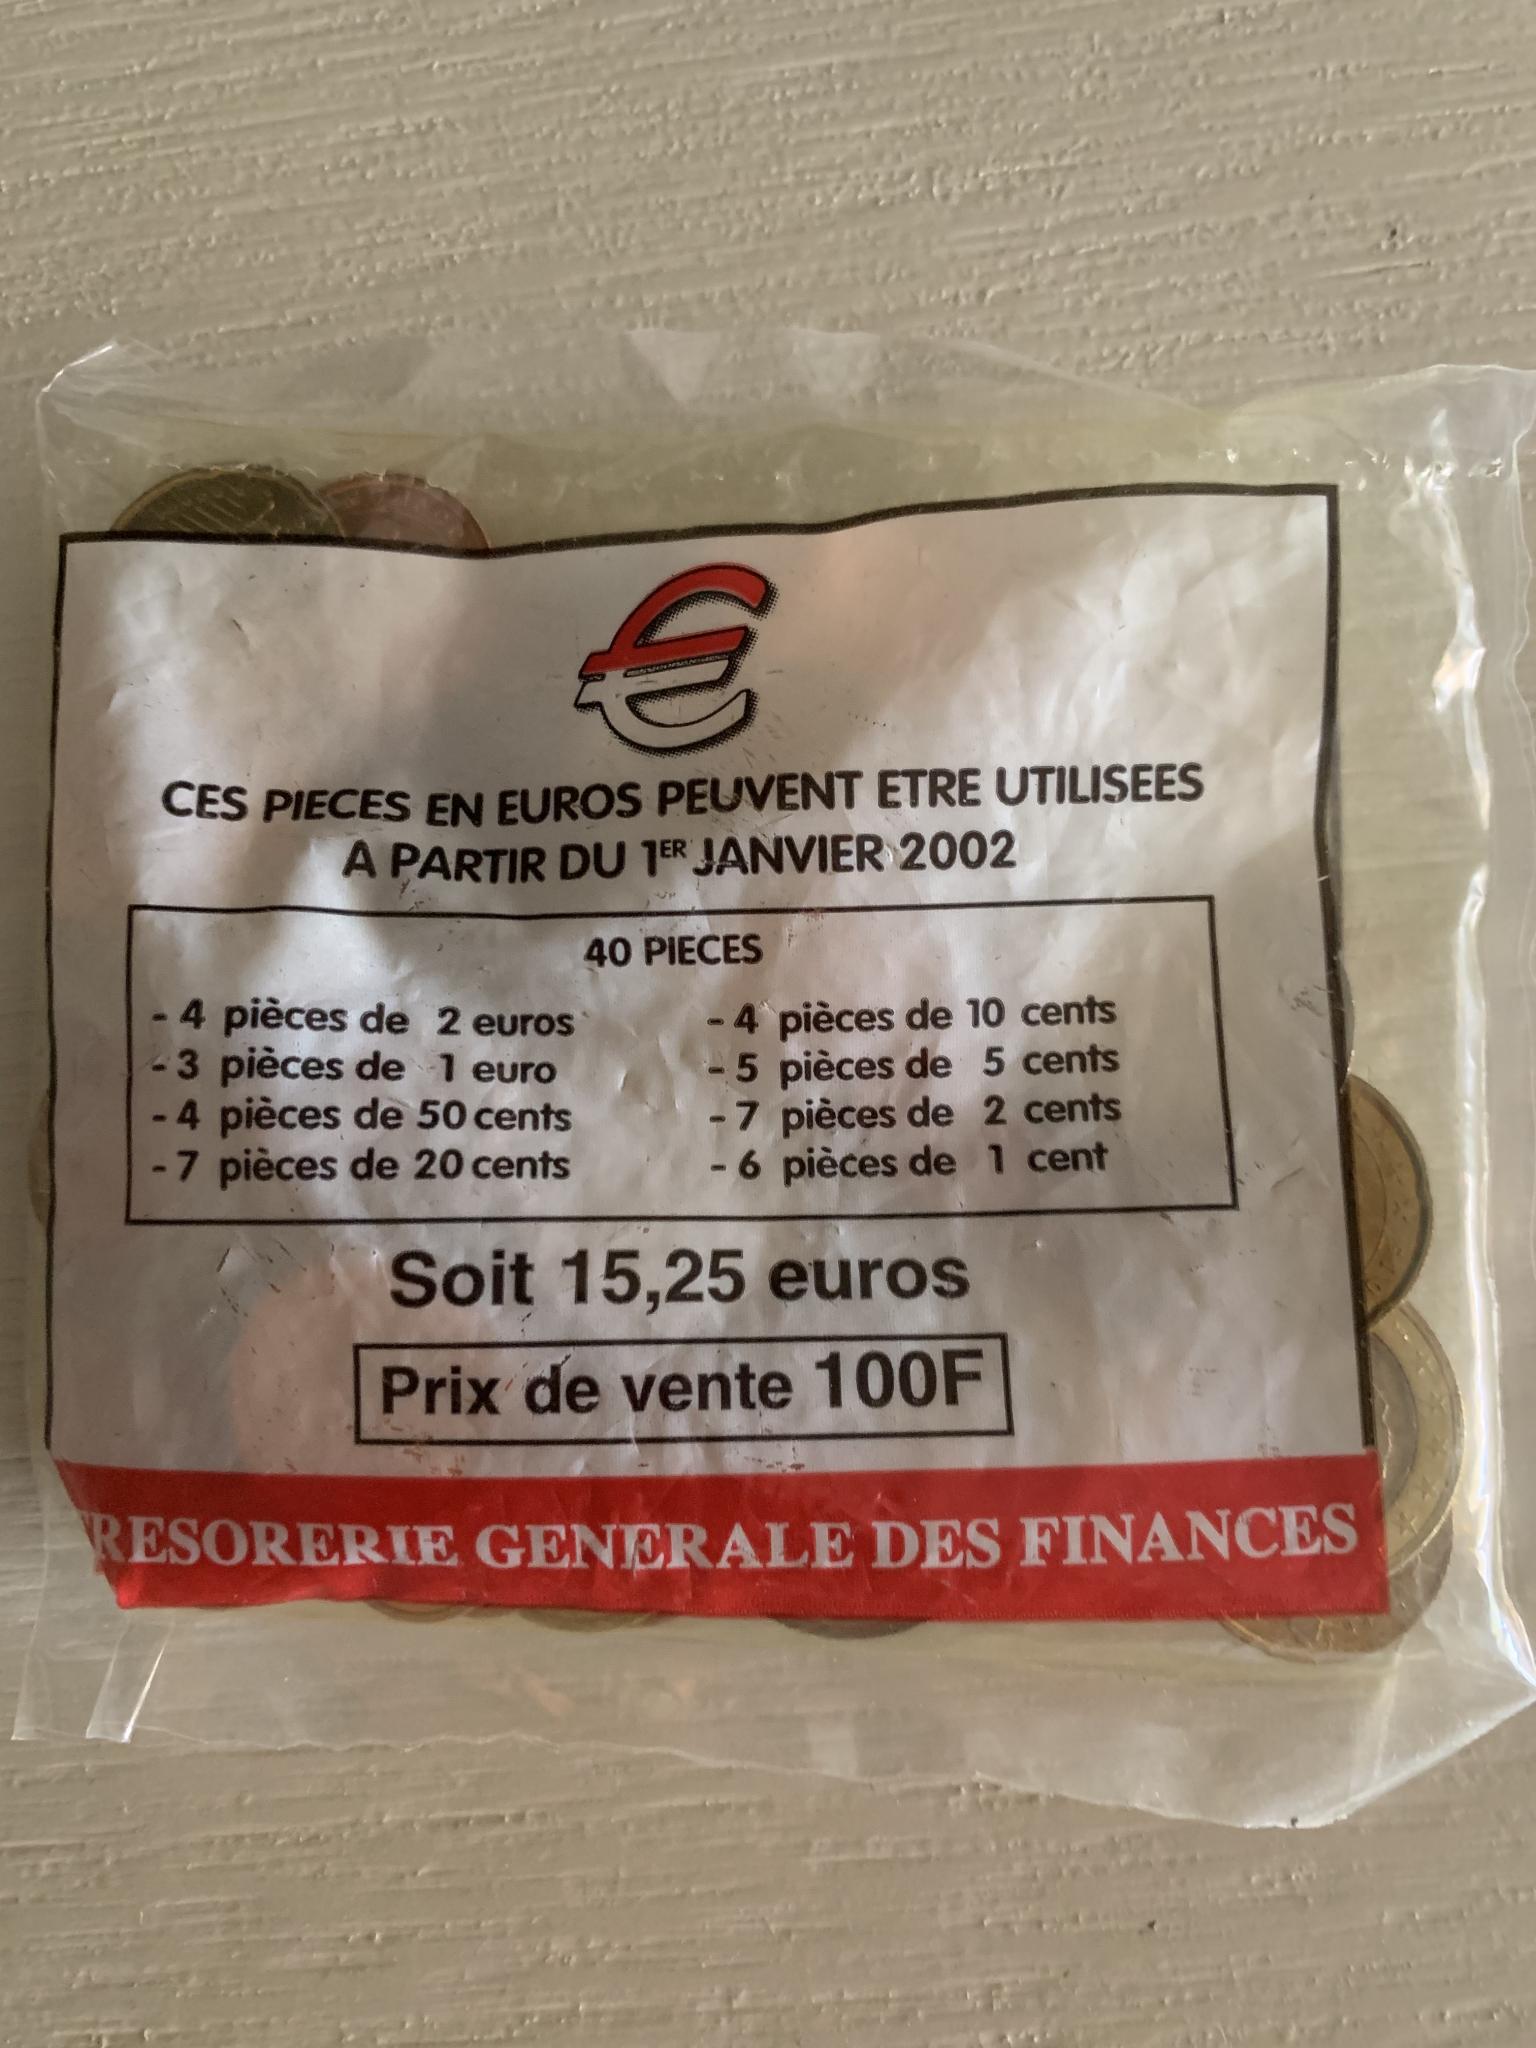 €
CES PIECES EN EUROS PEUVENT ETRE UTILISEES
A PARTIR DU 1ER JANVIER 2002
40 PIECES
- 4 pièces de 2 euros
- 3 pièces de 1 euro
- 4 pièces de 50 cents
- 7 pièces de 20 cents
- 4 pièces de 10 cents
- 5 pièces de 5 cents
- 7 pièces de 2 cents
- 6 pièces de 1 cent
Soit 15,25 euros
Prix de vente 100F
TRESORERIE GENERALE DES FINANCES